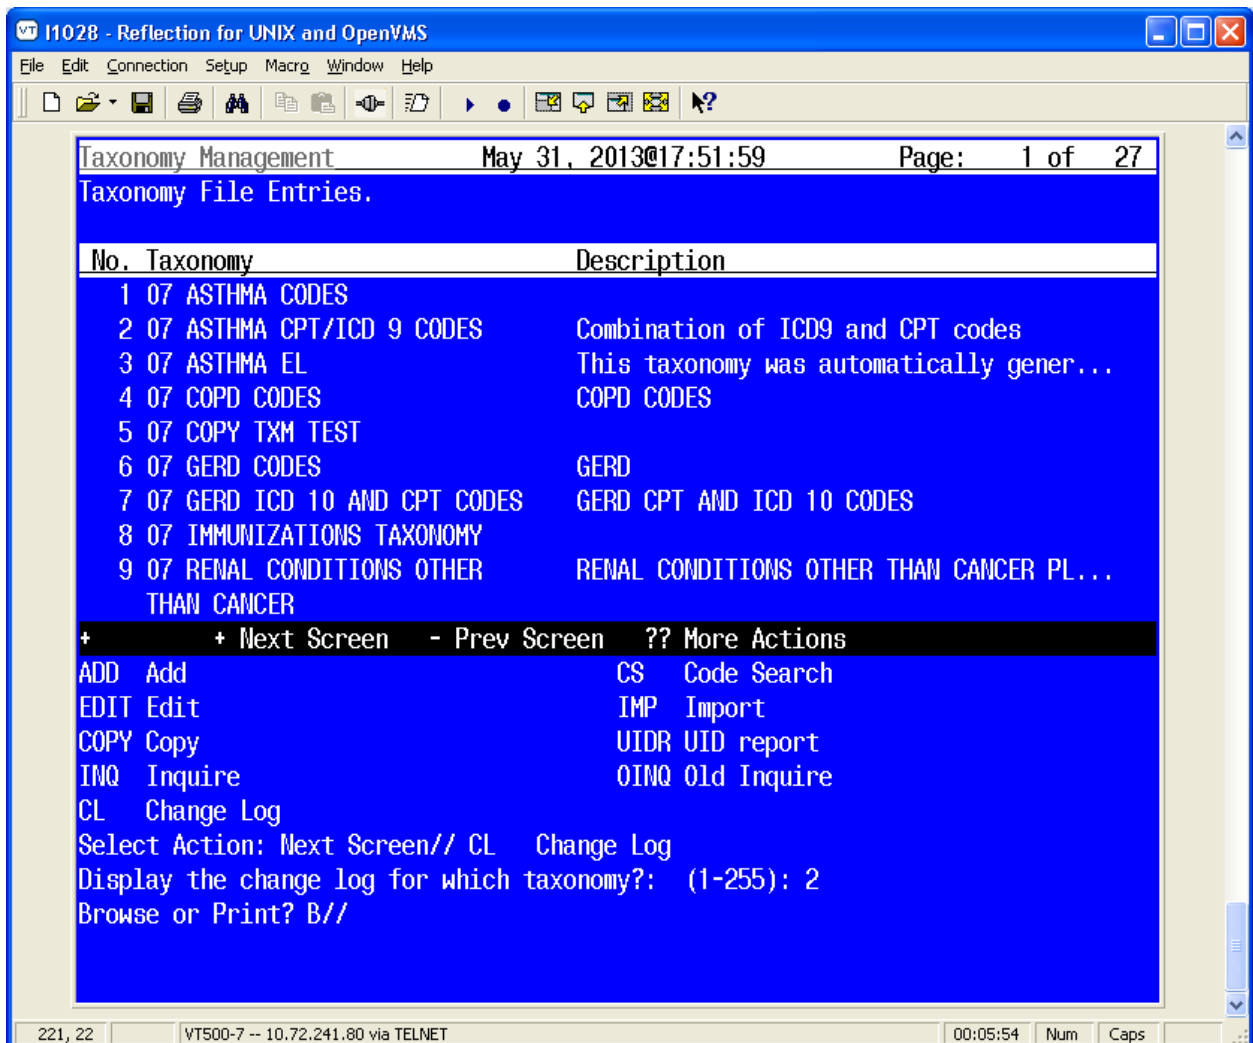 I1028 - Reflection for UNIX and OpenVMS
File Edit Connection Setup Macro Window Help
Taxonomy Management May 31, 2013@17:51:59 Page: 1 of 27
Taxonomy File Entries.
No. Taxonomy Description
1 07 ASTHMA CODES
2 07 ASTHMA CPT/ICD 9 CODES Combination of ICD9 and CPT codes
3 07 ASTHMA EL This taxonomy was automatically gener...
4 07 COPD CODES COPD CODES
5 07 COPY TXM TEST
6 07 GERD CODES GERD
7 07 GERD ICD 10 AND CPT CODES GERD CPT AND ICD 10 CODES
8 07 IMMUNIZATIONS TAXONOMY
9 07 RENAL CONDITIONS OTHER RENAL CONDITIONS OTHER THAN CANCER PL...
THAN CANCER
+ + Next Screen - Prev Screen ?? More Actions
ADD Add CS Code Search
EDIT Edit IMP Import
COPY Copy UIDR UID report
INQ Inquire OINQ Old Inquire
CL Change Log
Select Action: Next Screen// CL Change Log
Display the change log for which taxonomy?: (1-255): 2
Browse or Print? B//
221, 22 VT500-7 -- 10.72.241.80 via TELNET 00:05:54 Num Caps